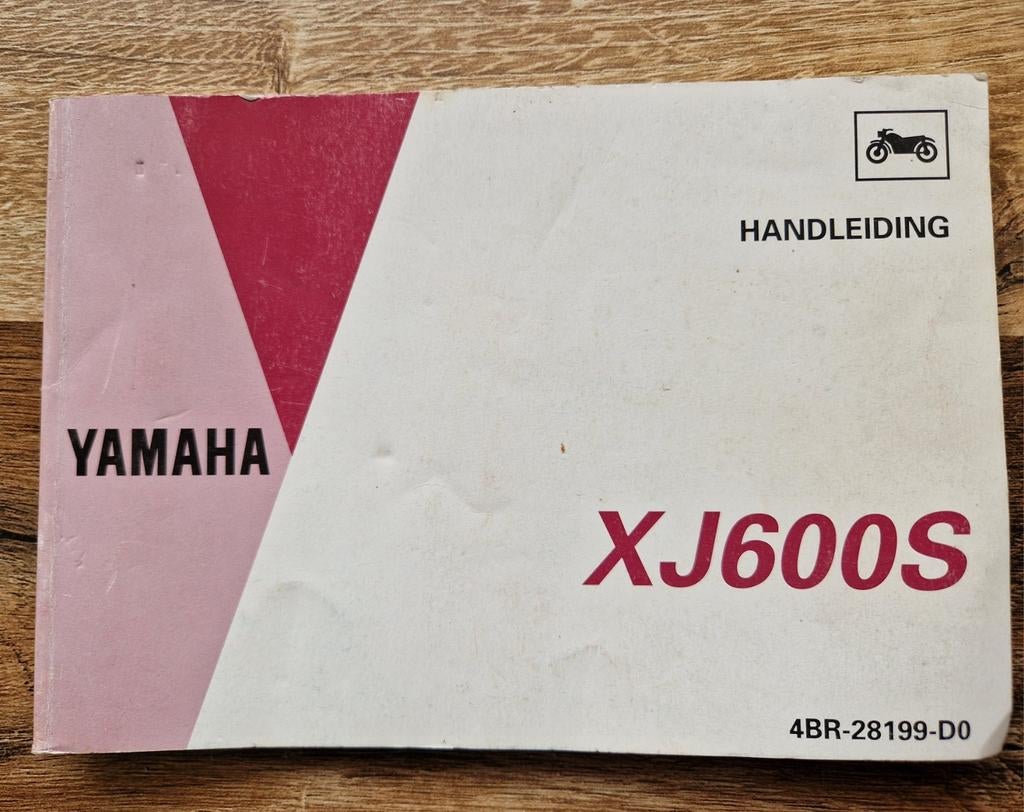 HANDLEIDING
YAMAHA
XJ600S
4BR-28199-D0